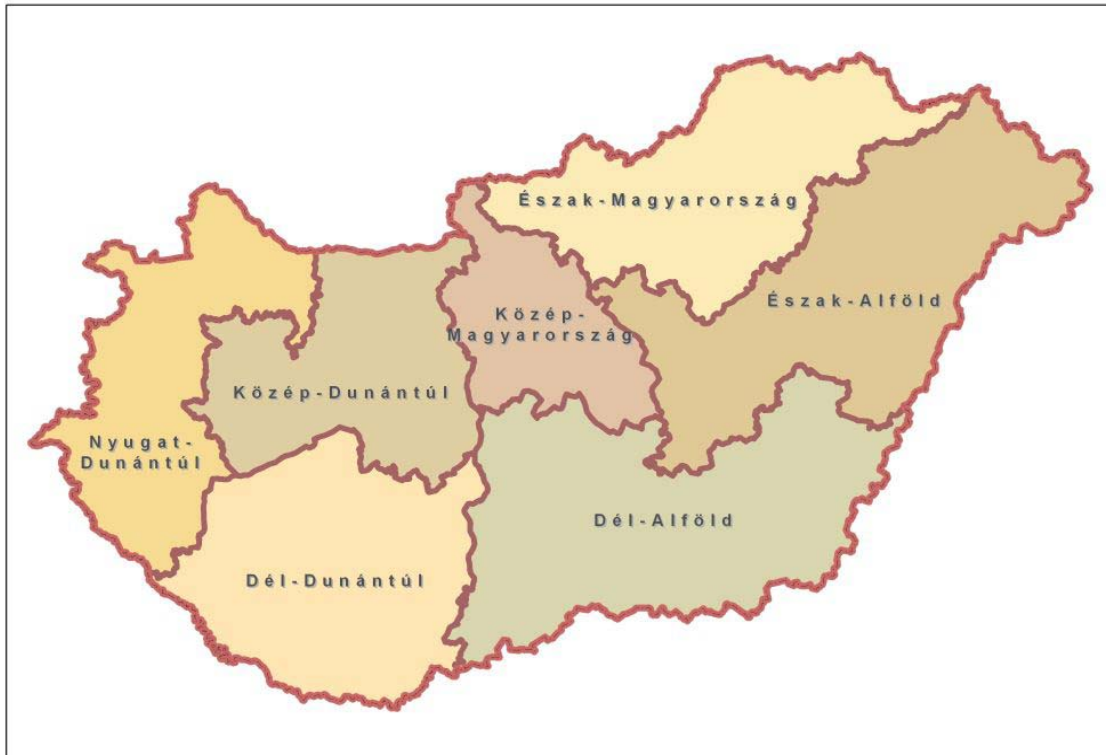 Észak-Magyarország
Észak-Alföld
Közép-
Magyarország
Közép-Dunántúl
Nyugat-
Dunántúl
Dél-Alföld
Dél-Dunántúl